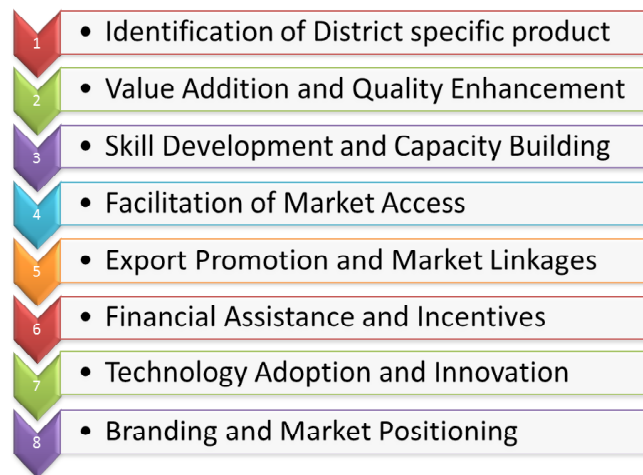 1 • Identification of District specific product
2 • Value Addition and Quality Enhancement
3 • Skill Development and Capacity Building
4 • Facilitation of Market Access
5 • Export Promotion and Market Linkages
6 • Financial Assistance and Incentives
7 • Technology Adoption and Innovation
8 • Branding and Market Positioning